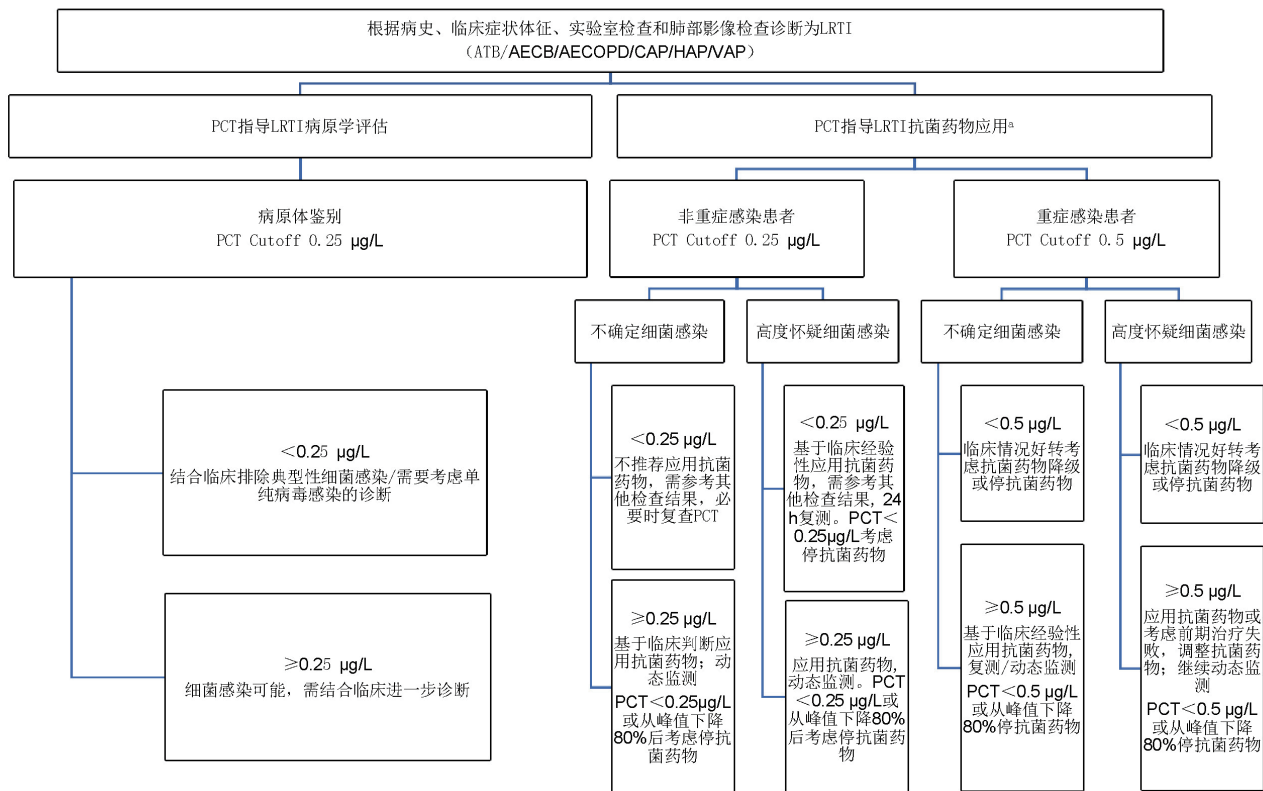 根据病史、临床症状体征、实验室检查和肺部影像检查诊断为LRTI
（ATB/AECB/AECOPD/CAP/HAP/VAP）
PCT指导LRTI病原学评估
PCT指导LRTI抗菌药物应用ᵃ
病原体鉴别
PCT Cutoff 0.25 µg/L
非重症感染患者
PCT Cutoff 0.25 µg/L
重症感染患者
PCT Cutoff 0.5 µg/L
不确定细菌感染
高度怀疑细菌感染
不确定细菌感染
高度怀疑细菌感染
＜0.25 µg/L
结合临床排除典型性细菌感染/需要考虑单
纯病毒感染的诊断
≥0.25 µg/L
细菌感染可能，需结合临床进一步诊断
＜0.25 µg/L
不推荐应用抗菌
药物，需参考其
他检查结果，必
要时复查PCT
≥0.25 µg/L
基于临床判断应
用抗菌药物；动
态监测
PCT＜0.25µg/L
或从峰值下降
80%后考虑停抗
菌药物
＜0.25 µg/L
基于临床经验
性应用抗菌药
物，需参考其
他检查结果，24
h复测。PCT＜
0.25µg/L考虑
停抗菌药物
≥0.25 µg/L
应用抗菌药物，
动态监测。PCT
＜0.25 µg/L或
从峰值下降80%
后考虑停抗菌药
物
＜0.5 µg/L
临床情况好转考
虑抗菌药物降级
或停抗菌药物
≥0.5 µg/L
基于临床经验性
应用抗菌药物，
复测/动态监测
PCT＜0.5 µg/L
或从峰值下降
80%停抗菌药物
＜0.5 µg/L
临床情况好转考
虑抗菌药物降级
或停抗菌药物
≥0.5 µg/L
应用抗菌药物或
考虑前期治疗失
败，调整抗菌药
物；继续动态监
测
PCT＜0.5 µg/L
或从峰值下降
80%停抗菌药物